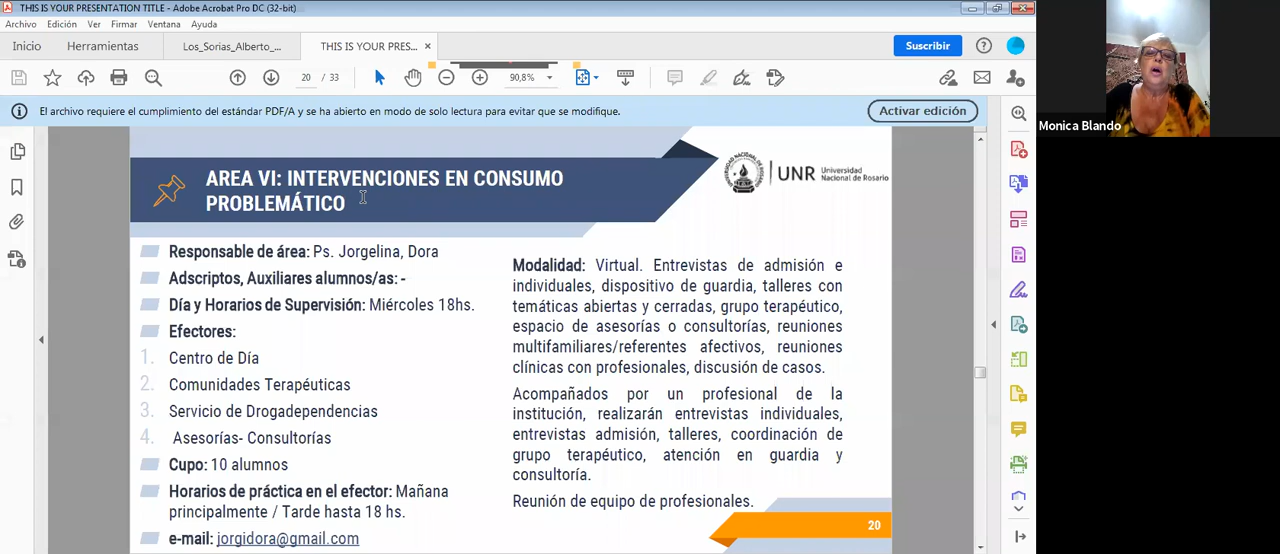 THIS IS YOUR PRESENTATION TITLE - Adobe Acrobat Pro DC (32-bit)
Archivo Edición Ver Firmar Ventana Ayuda
Inicio Herramientas Los_Sorias_Alberto_... THIS IS YOUR PRES... × Suscribir
20 / 33 90,8%
El archivo requiere el cumplimiento del estándar PDF/A y se ha abierto en modo de solo lectura para evitar que se modifique. Activar edición
Monica Blando
AREA VI: INTERVENCIONES EN CONSUMO
PROBLEMÁTICO
UNR Universidad
Nacional de Rosario
Responsable de área: Ps. Jorgelina, Dora
Adscriptos, Auxiliares alumnos/as: -
Día y Horarios de Supervisión: Miércoles 18hs.
Efectores:
1. Centro de Día
2. Comunidades Terapéuticas
3. Servicio de Drogadependencias
4. Asesorías- Consultorías
Cupo: 10 alumnos
Horarios de práctica en el efector: Mañana
principalmente / Tarde hasta 18 hs.
e-mail: jorgidora@gmail.com
Modalidad: Virtual. Entrevistas de admisión e
individuales, dispositivo de guardia, talleres con
temáticas abiertas y cerradas, grupo terapéutico,
espacio de asesorías o consultorías, reuniones
multifamiliares/referentes afectivos, reuniones
clínicas con profesionales, discusión de casos.
Acompañados por un profesional de la
institución, realizarán entrevistas individuales,
entrevistas admisión, talleres, coordinación de
grupo terapéutico, atención en guardia y
consultoría.
Reunión de equipo de profesionales.
20